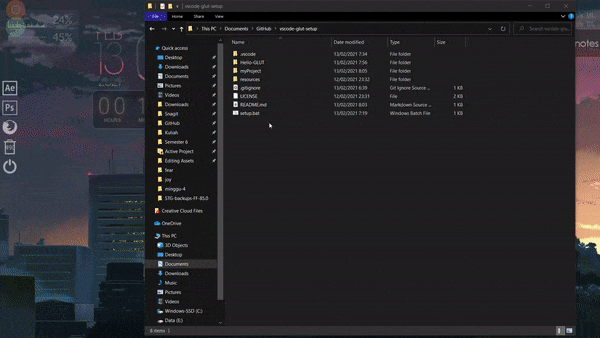 24%
45%
FEB
13
00
HOURS
MINUTES
Ae
Ps
notes
vscode-glut-setup
File
Home
Share
View
This PC > Documents > GitHub > vscode-glut-setup
Search vscode-glut-...
Name
Date modified
Type
Size
.vscode 13/02/2021 7:34 File folder
Hello-GLUT 13/02/2021 7:56 File folder
myProject 13/02/2021 8:05 File folder
resources 12/02/2021 23:32 File folder
.gitignore 13/02/2021 6:39 Git Ignore Source ... 1 KB
LICENSE 12/02/2021 23:31 File 2 KB
README.md 13/02/2021 8:03 Markdown Source ... 1 KB
setup.bat 13/02/2021 7:19 Windows Batch File 1 KB
Quick access
Desktop
Downloads
Documents
Pictures
Videos
Downloads
Snagit
GitHub
Kuliah
Semester 6
Active Project
Editing Assets
fear
joy
minggu-4
STG-backups-FF-85.0
Creative Cloud Files
OneDrive
This PC
3D Objects
Desktop
Documents
Downloads
Music
Pictures
Videos
Windows-SSD (C:)
Data (E:)
8 items